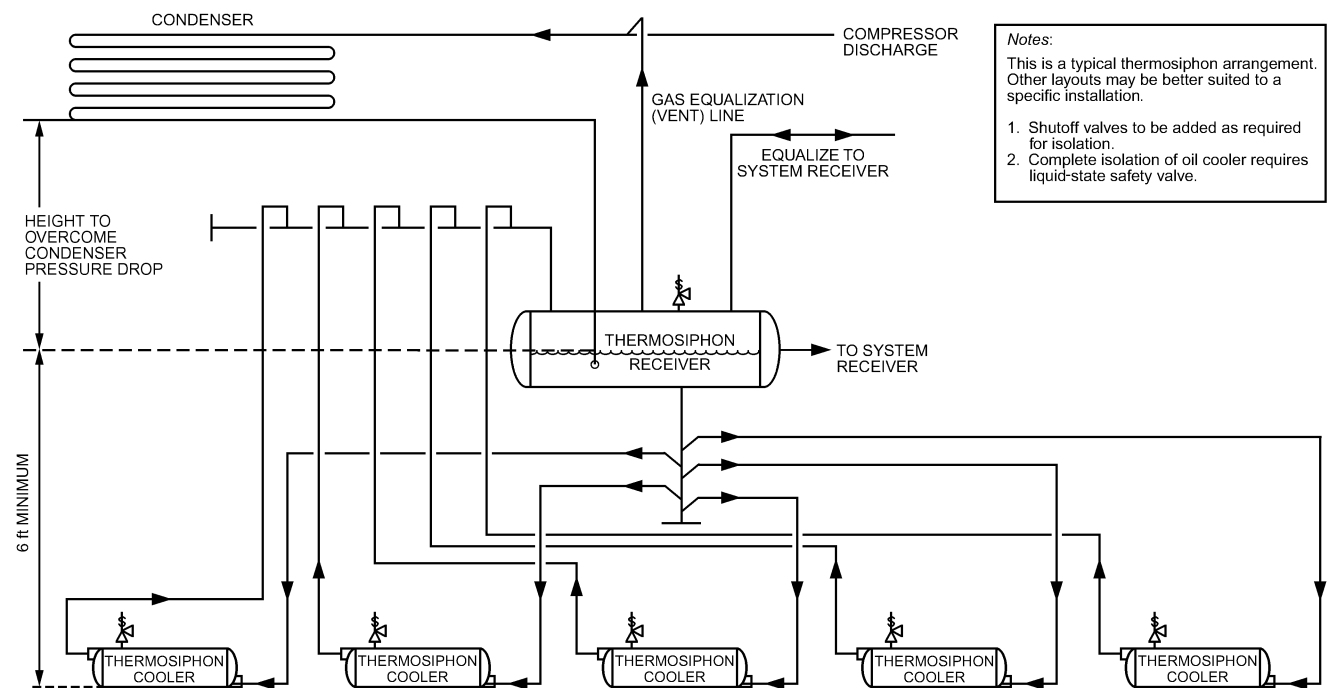 CONDENSER
COMPRESSOR
DISCHARGE
GAS EQUALIZATION
(VENT) LINE
EQUALIZE TO
SYSTEM RECEIVER
Notes:
This is a typical thermosiphon arrangement.
Other layouts may be better suited to a
specific installation.
1. Shutoff valves to be added as required
for isolation.
2. Complete isolation of oil cooler requires
liquid-state safety valve.
HEIGHT TO
OVERCOME
CONDENSER
PRESSURE DROP
S
THERMOSIPHON
RECEIVER
TO SYSTEM
RECEIVER
6 ft MINIMUM
S
THERMOSIPHON
COOLER
S
THERMOSIPHON
COOLER
S
THERMOSIPHON
COOLER
S
THERMOSIPHON
COOLER
S
THERMOSIPHON
COOLER